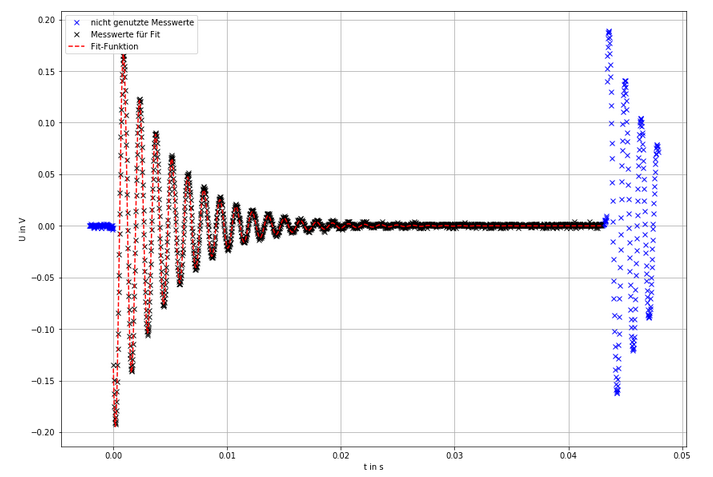 nicht genutzte Messwerte
Messwerte für Fit
Fit-Funktion
0.20
0.15
0.10
0.05
0.00
−0.05
−0.10
−0.15
−0.20
U in V
0.00 0.01 0.02 0.03 0.04 0.05
t in s